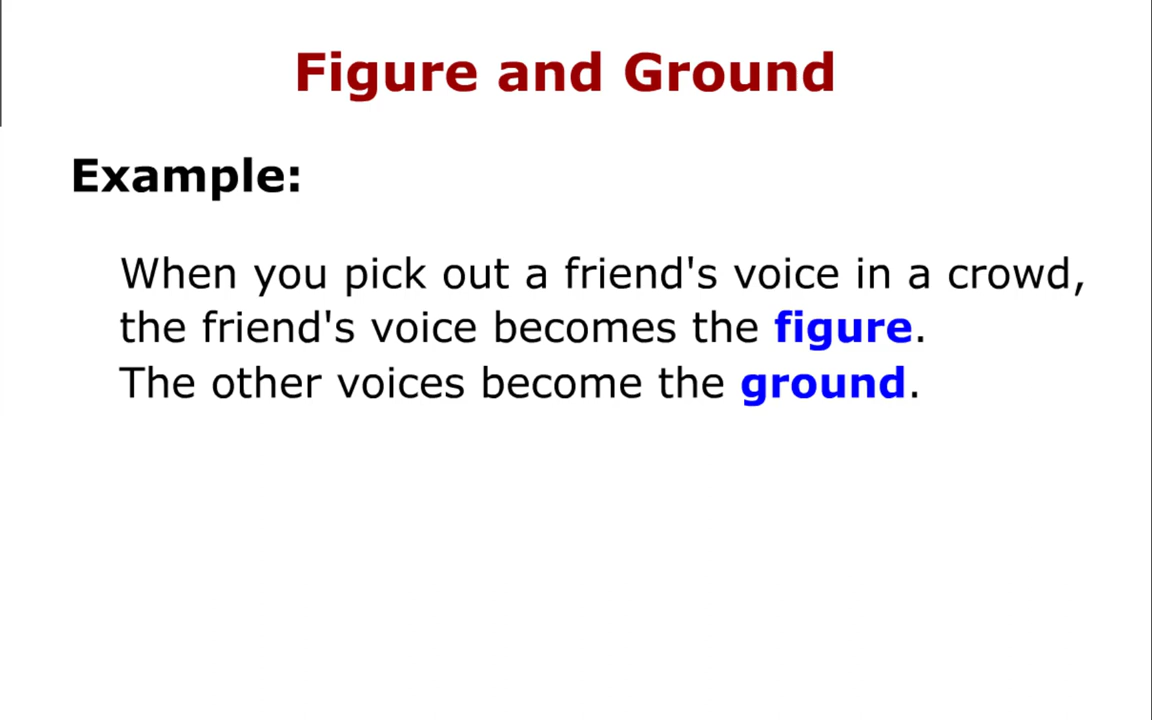 Figure and Ground
Example:
When you pick out a friend's voice in a crowd,
the friend's voice becomes the figure.
The other voices become the ground.